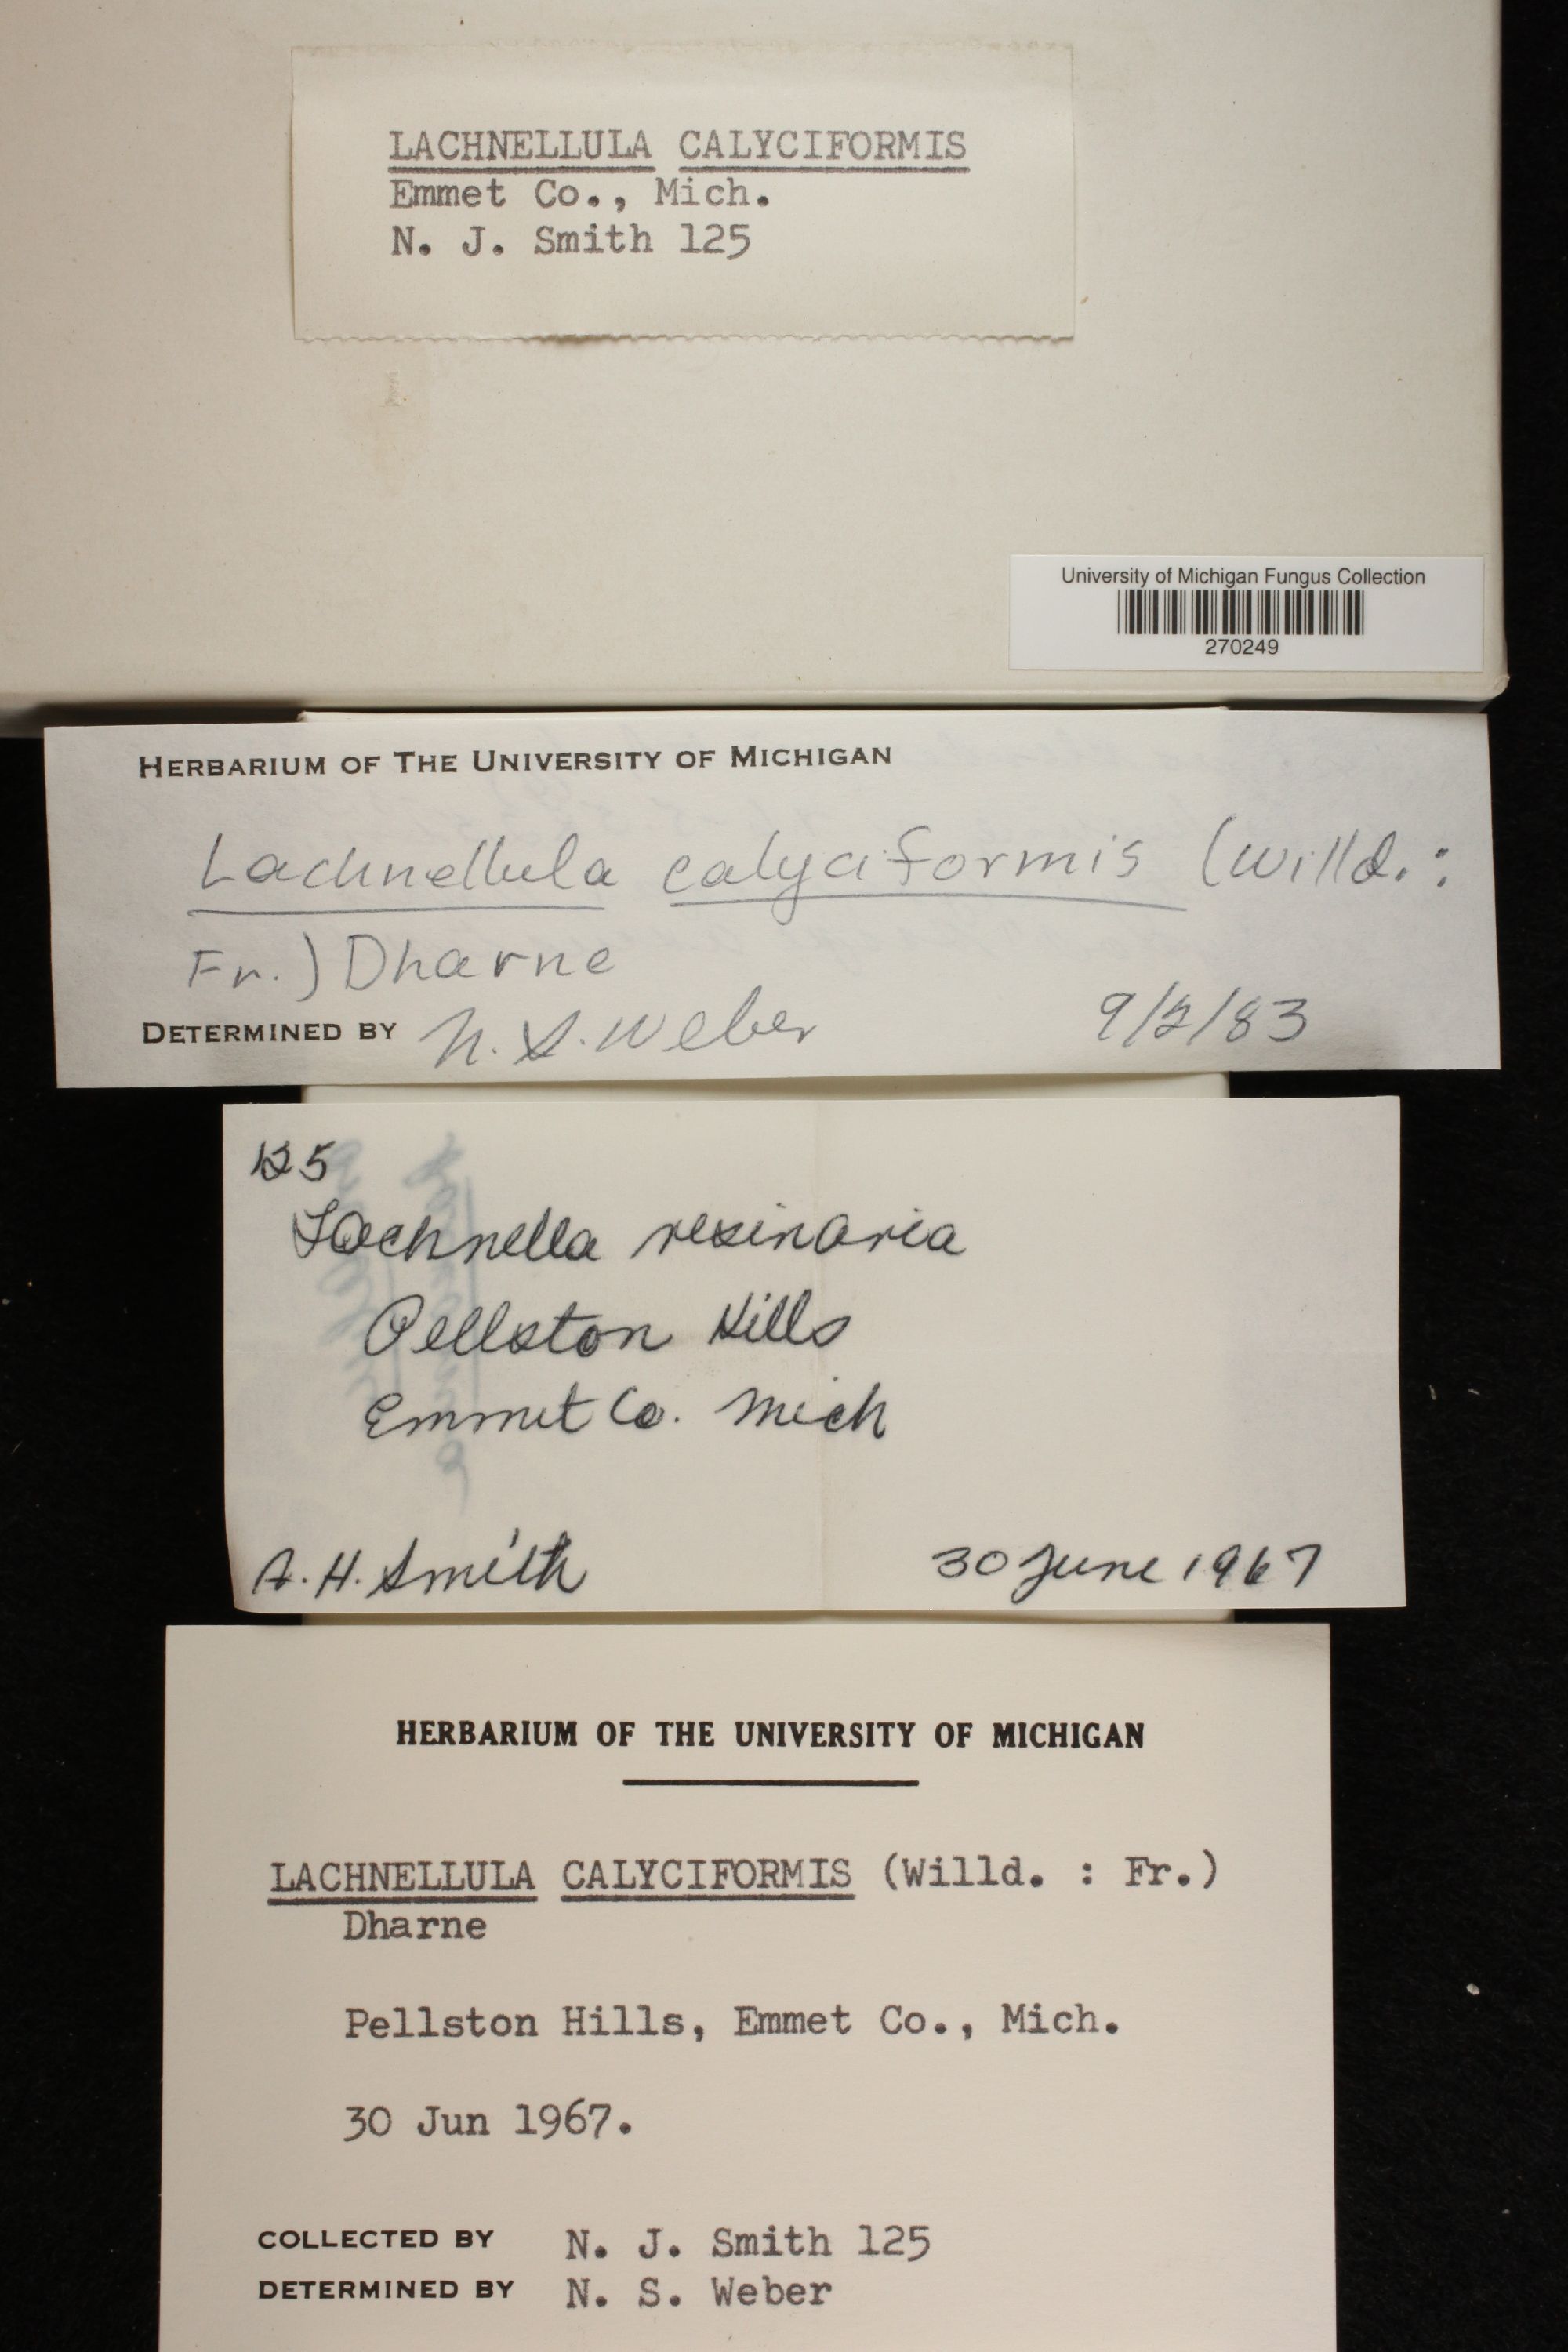 LACHNELLULA CALYCIFORMIS
Emmet Co., Mich.
N. J. Smith 125
University of Michigan Fungus Collection
270249
HERBARIUM OF THE UNIVERSITY OF MICHIGAN
Lachnellula calyciformis (Willd. :
Fr.) Dharne
DETERMINED BY N. S. Weber 9/2/83
125
Lachnella resinaria
Pellston Hills
Emmet Co. Mich
A. H. Smith 30 June 1967
HERBARIUM OF THE UNIVERSITY OF MICHIGAN
LACHNELLULA CALYCIFORMIS (Willd. : Fr.)
Dharne
Pellston Hills, Emmet Co., Mich.
30 Jun 1967.
COLLECTED BY N. J. Smith 125
DETERMINED BY N. S. Weber